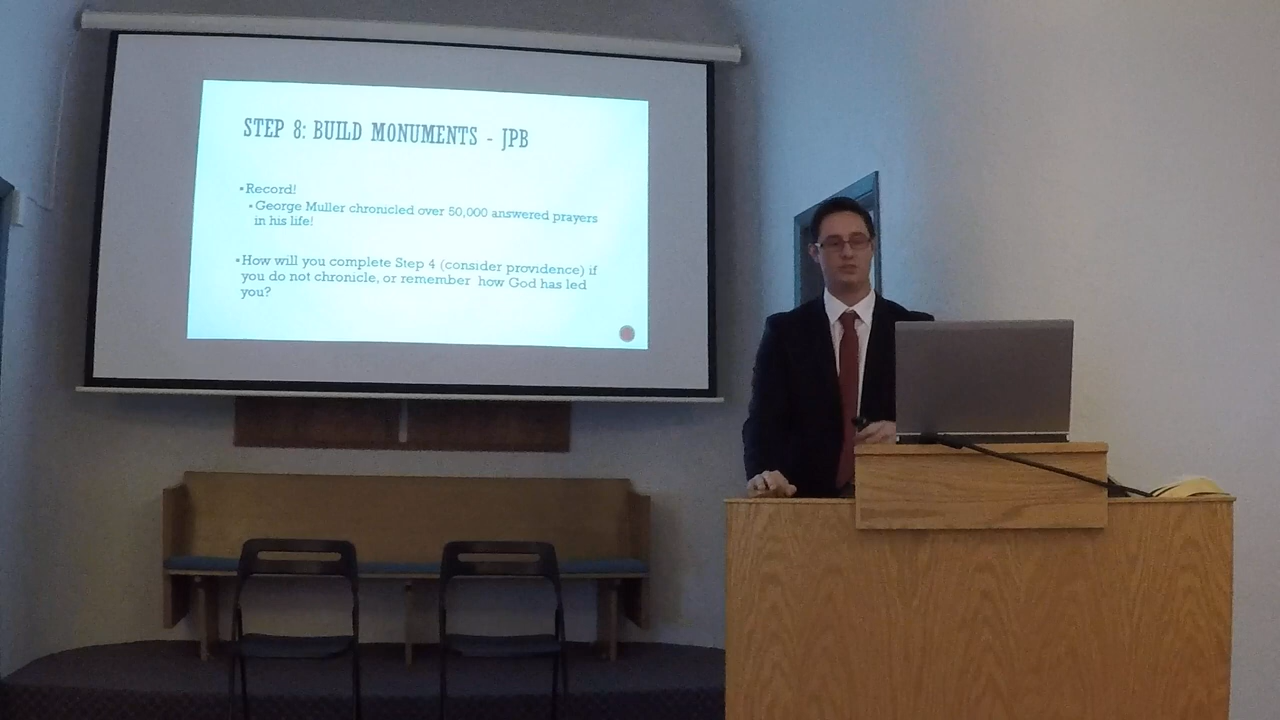 STEP 8: BUILD MONUMENTS - JPB
▪Record!
▪George Muller chronicled over 50,000 answered prayers
in his life!
▪How will you complete Step 4 (consider providence) if
you do not chronicle, or remember how God has led
you?